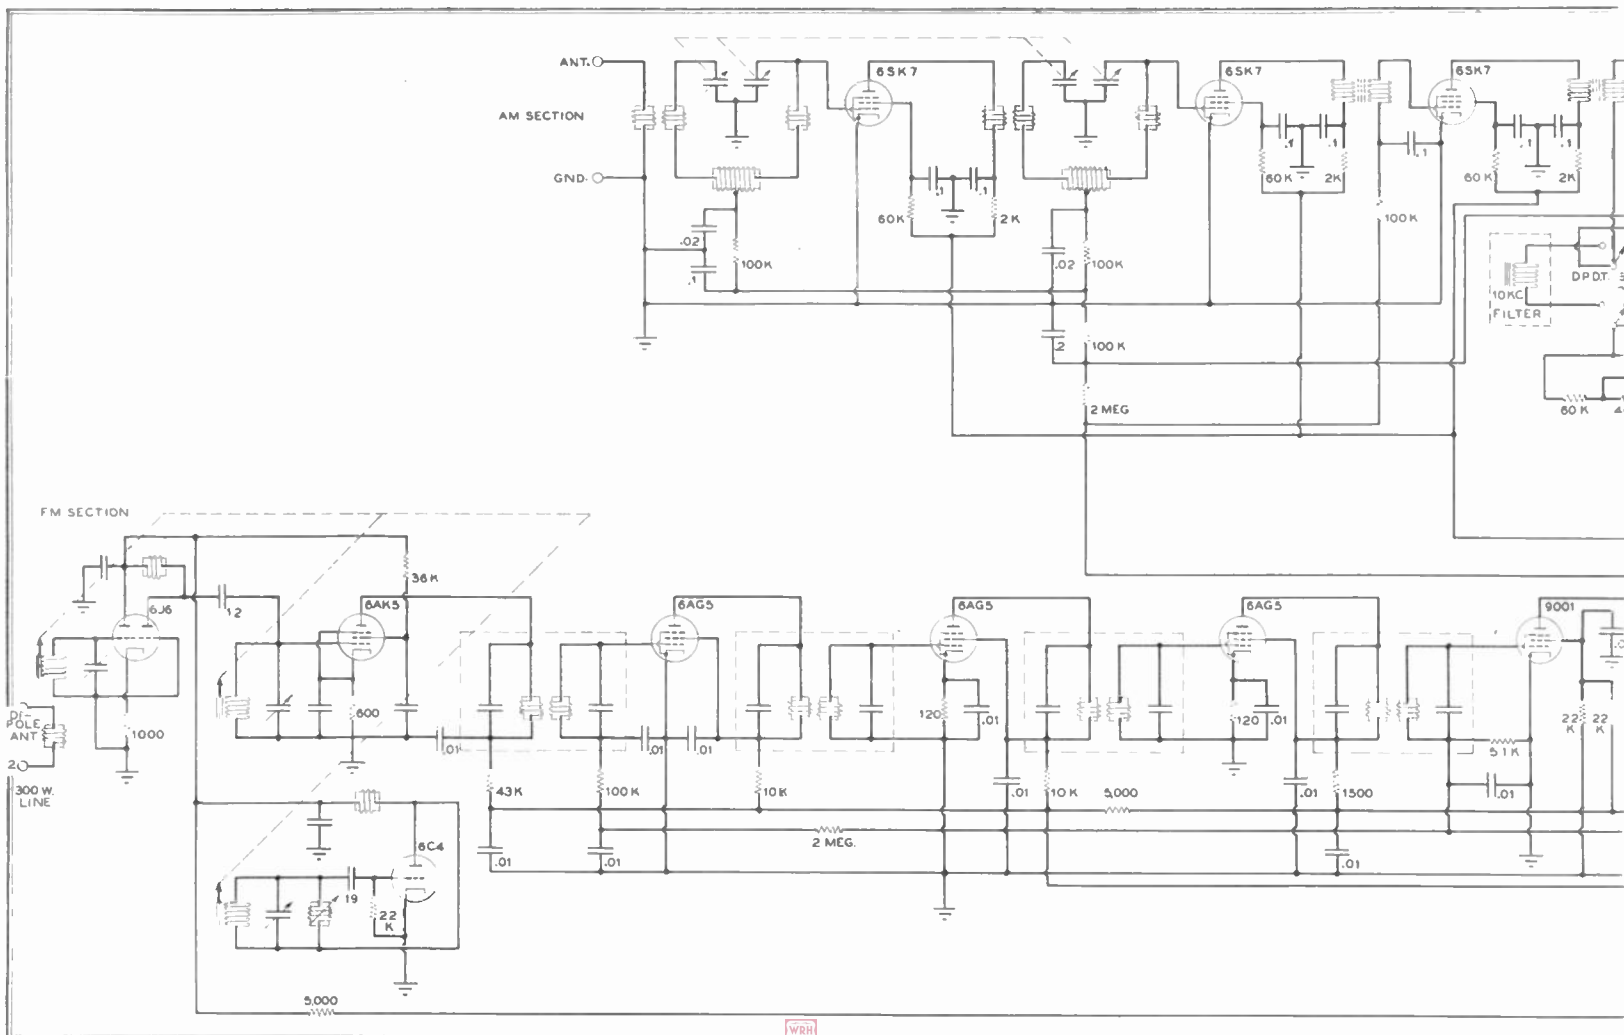 ANT.
6SK7
6SK7
6SK7
AM SECTION
GND.
.1
.1
.1
.1
.1
.1
.1
60K
2K
60K
2K
60K
2K
.02
.1
100K
.02
100K
100K
10KC
FILTER
D.P.D.T.
.2
100K
2 MEG
60 K
FM SECTION
36K
12
6J6
6AK5
6AG5
6AG5
6AG5
9001
DI-
POLE
ANT
2
300 W.
LINE
1000
600
.01
.01
.01
120
.01
120
.01
22
K
22
K
51K
43K
100K
10K
.01
10 K
5,000
.01
1500
.01
2 MEG.
.01
.01
.01
6C4
19
22
K
5,000
WRH